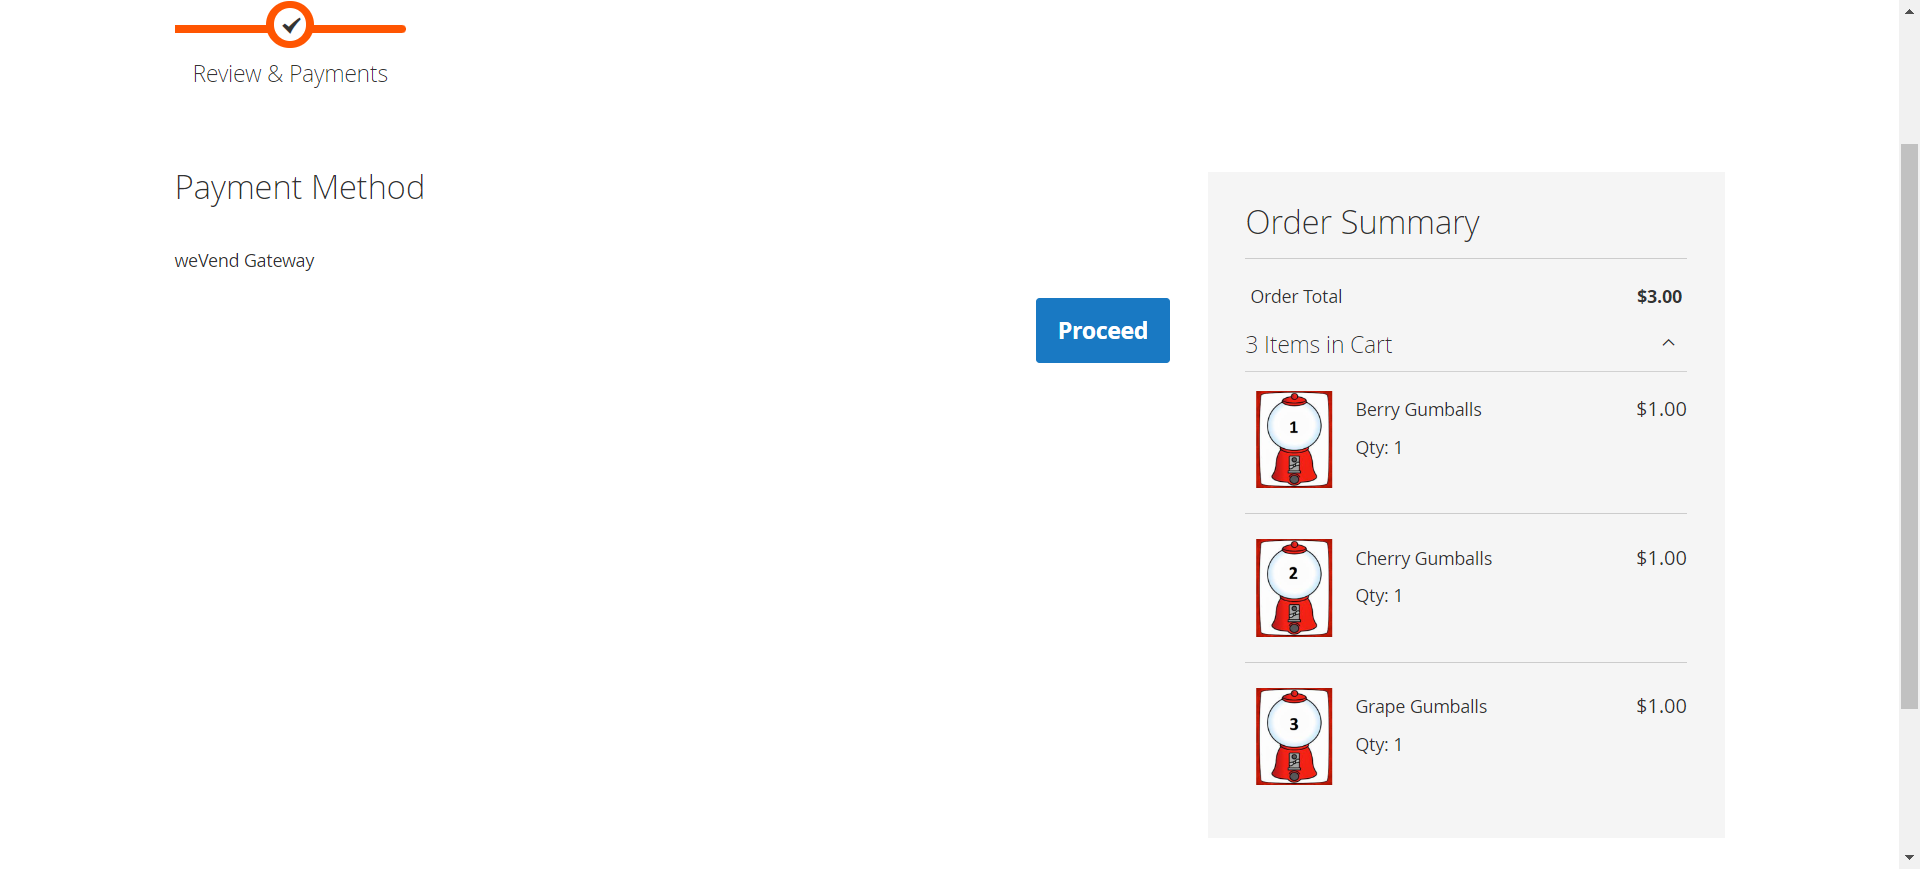 Review & Payments
Payment Method
weVend Gateway
Proceed
Order Summary
Order Total $3.00
3 Items in Cart
1
Berry Gumballs $1.00
Qty: 1
2
Cherry Gumballs $1.00
Qty: 1
3
Grape Gumballs $1.00
Qty: 1